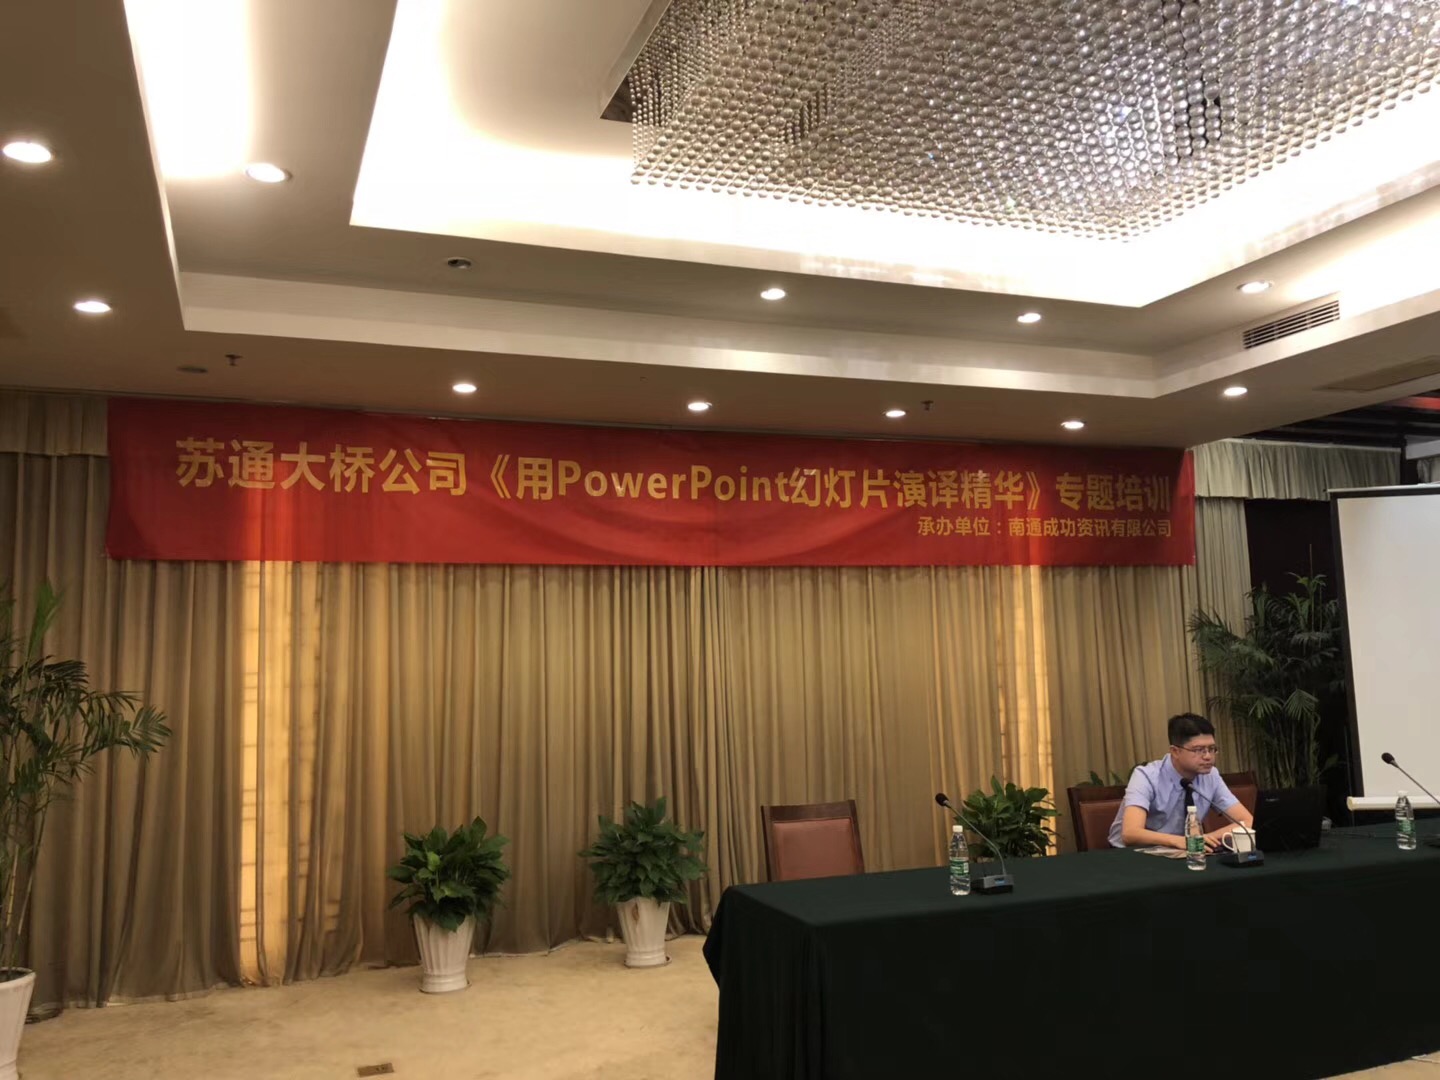 苏通大桥公司《用PowerPoint幻灯片演译精华》专题培训
承办单位：南通成功资讯有限公司